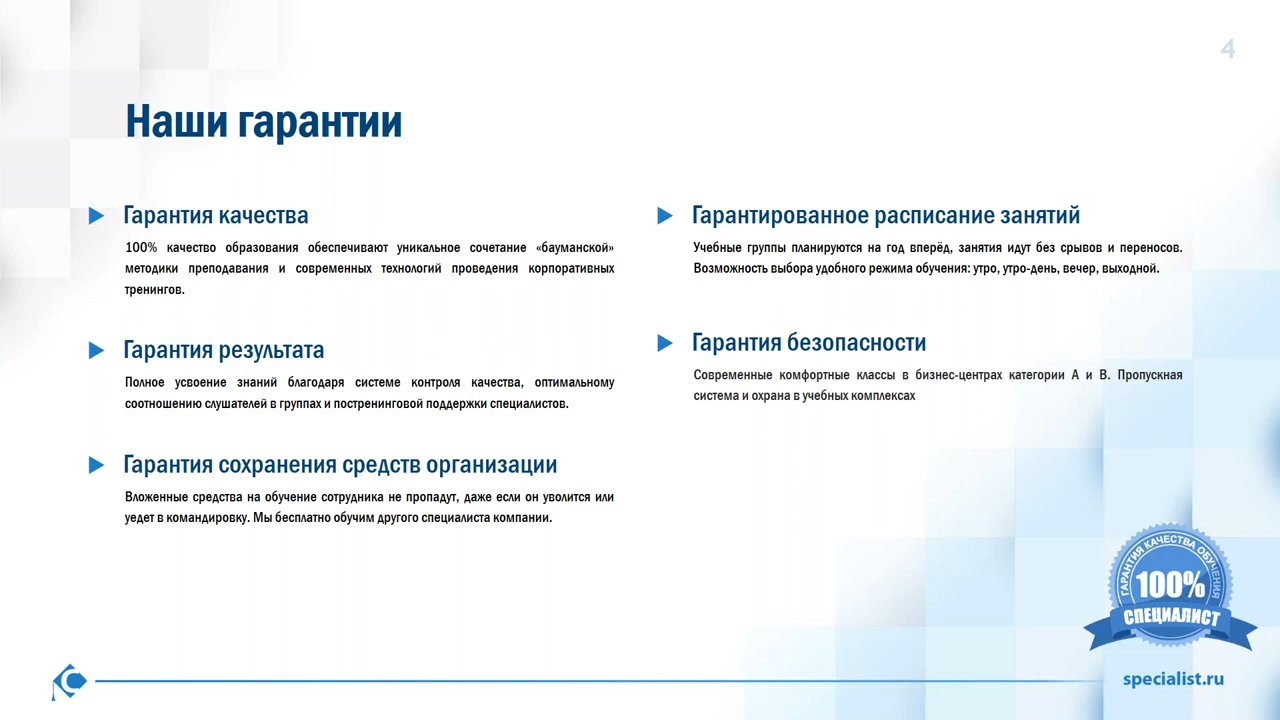 4
Наши гарантии
Гарантия качества
100% качество образования обеспечивают уникальное сочетание «бауманской»
методики преподавания и современных технологий проведения корпоративных
тренингов.
Гарантия результата
Полное усвоение знаний благодаря системе контроля качества, оптимальному
соотношению слушателей в группах и постренинговой поддержки специалистов.
Гарантия сохранения средств организации
Вложенные средства на обучение сотрудника не пропадут, даже если он уволится или
уедет в командировку. Мы бесплатно обучим другого специалиста компании.
Гарантированное расписание занятий
Учебные группы планируются на год вперёд, занятия идут без срывов и переносов.
Возможность выбора удобного режима обучения: утро, утро-день, вечер, выходной.
Гарантия безопасности
Современные комфортные классы в бизнес-центрах категории А и В. Пропускная
система и охрана в учебных комплексах
ГАРАНТИЯ КАЧЕСТВА ОБУЧЕНИЯ
100%
СПЕЦИАЛИСТ
specialist.ru